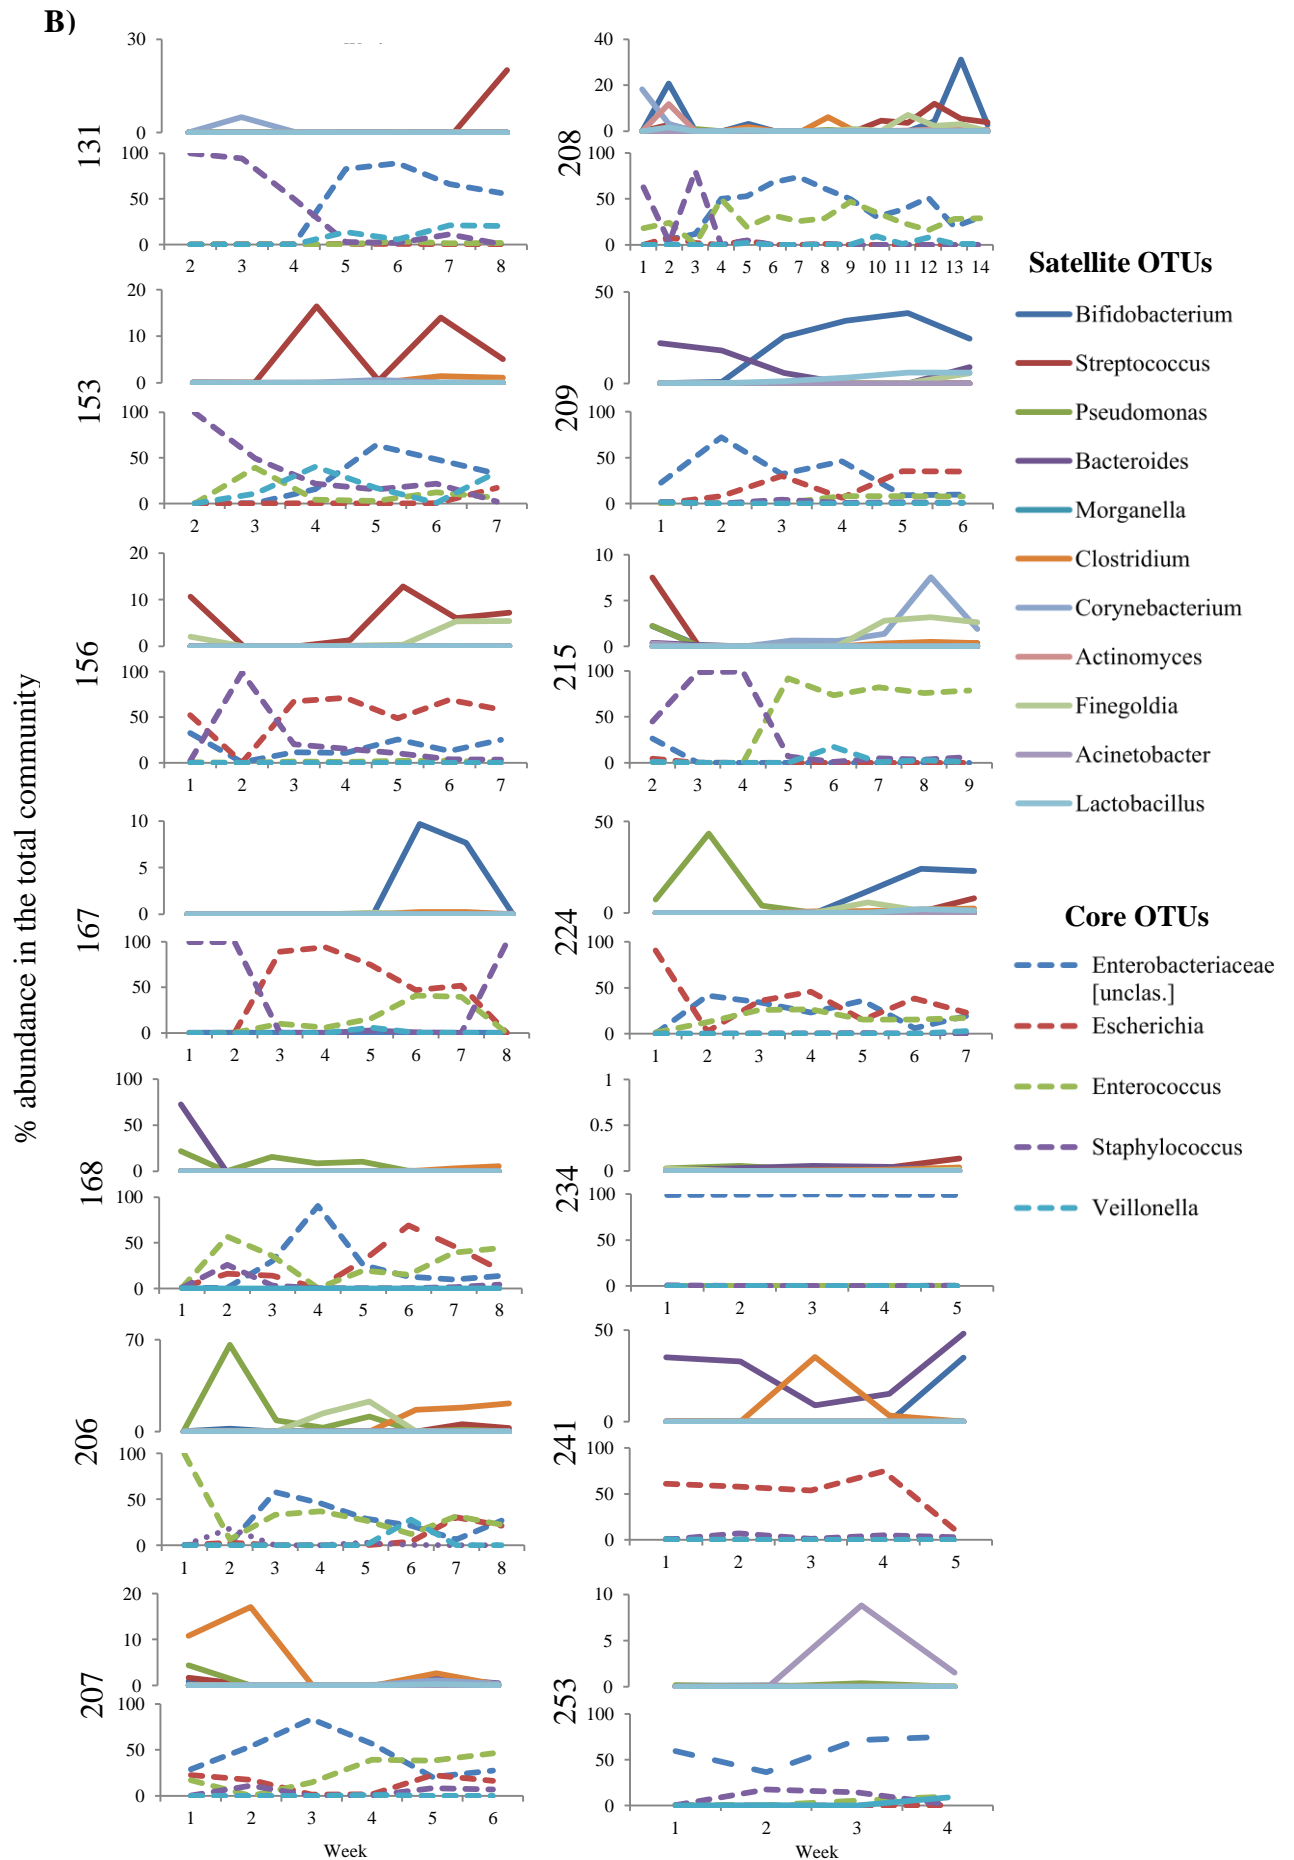 B)
% abundance in the total community
131
30
0
100
50
0
2 3 4 5 6 7 8
208
40
20
0
100
50
0
1 2 3 4 5 6 7 8 9 10 11 12 13 14
153
20
10
0
100
50
0
2 3 4 5 6 7
209
50
0
100
50
0
1 2 3 4 5 6
156
20
10
0
100
50
0
1 2 3 4 5 6 7
215
10
5
0
100
50
0
2 3 4 5 6 7 8 9
167
10
5
0
100
50
0
1 2 3 4 5 6 7 8
224
50
0
100
50
0
1 2 3 4 5 6 7
168
100
50
0
100
50
0
1 2 3 4 5 6 7 8
234
1
0.5
0
100
50
0
1 2 3 4 5
206
70
0
100
50
0
1 2 3 4 5 6 7 8
241
50
0
100
50
0
1 2 3 4 5
207
20
10
0
100
50
0
1 2 3 4 5 6
Week
253
10
5
0
100
50
0
1 2 3 4
Week
Satellite OTUs
Bifidobacterium
Streptococcus
Pseudomonas
Bacteroides
Morganella
Clostridium
Corynebacterium
Actinomyces
Finegoldia
Acinetobacter
Lactobacillus
Core OTUs
Enterobacteriaceae
[unclas.]
Escherichia
Enterococcus
Staphylococcus
Veillonella